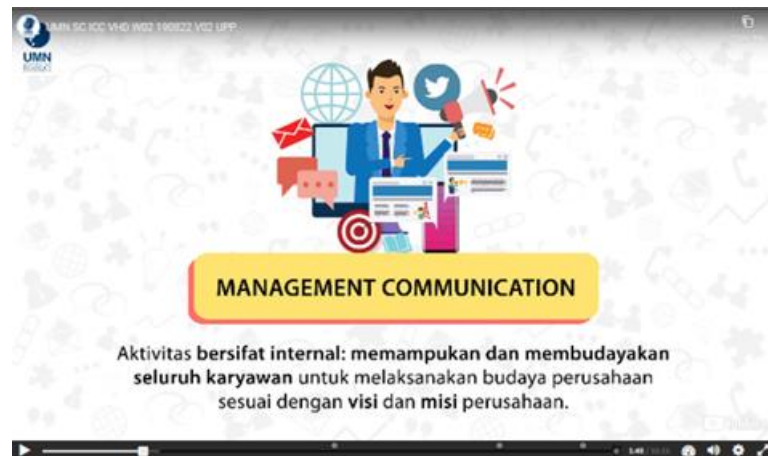 UMN SC ICC VHD W02 190822 V02 UPP
UMN
MANAGEMENT COMMUNICATION
Aktivitas bersifat internal: memampukan dan membudayakan
seluruh karyawan untuk melaksanakan budaya perusahaan
sesuai dengan visi dan misi perusahaan.